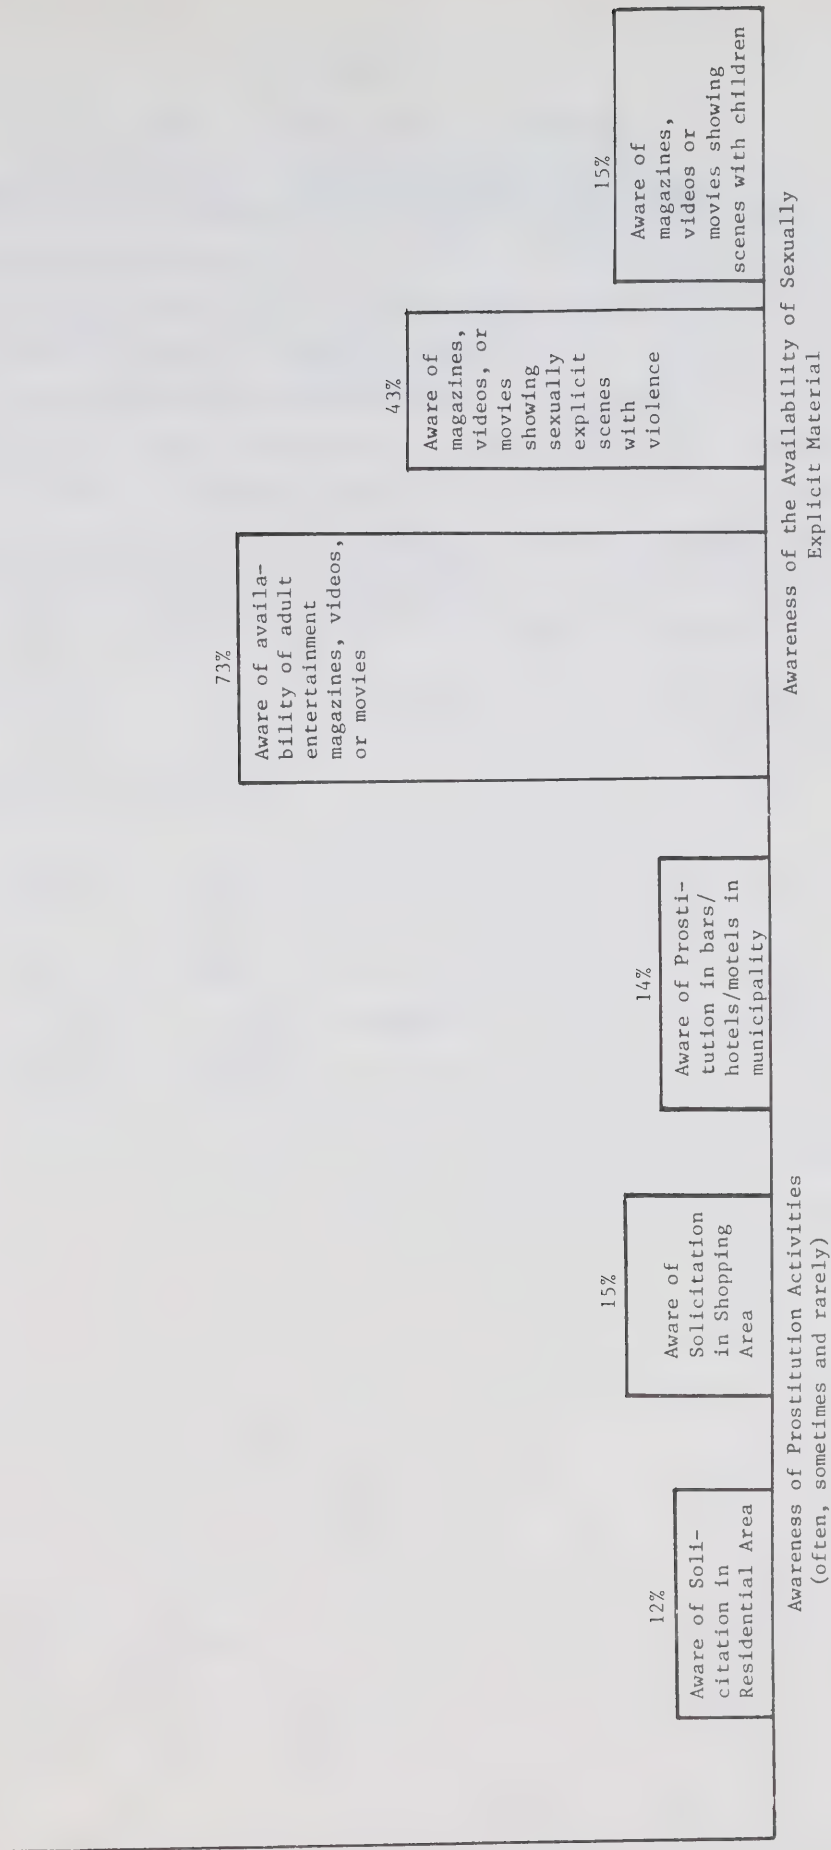 12%
Aware of Soli-
citation in
Residential Area
15%
Aware of
Solicitation
in Shopping
Area
14%
Aware of Prosti-
tution in bars/
hotels/motels in
municipality
Awareness of Prostitution Activities
(often, sometimes and rarely)
73%
Aware of availa-
bility of adult
entertainment
magazines, videos,
or movies
43%
Aware of
magazines,
videos, or
movies
showing
sexually
explicit
scenes
with
violence
15%
Aware of
magazines,
videos or
movies showing
scenes with children
Awareness of the Availability of Sexually
Explicit Material